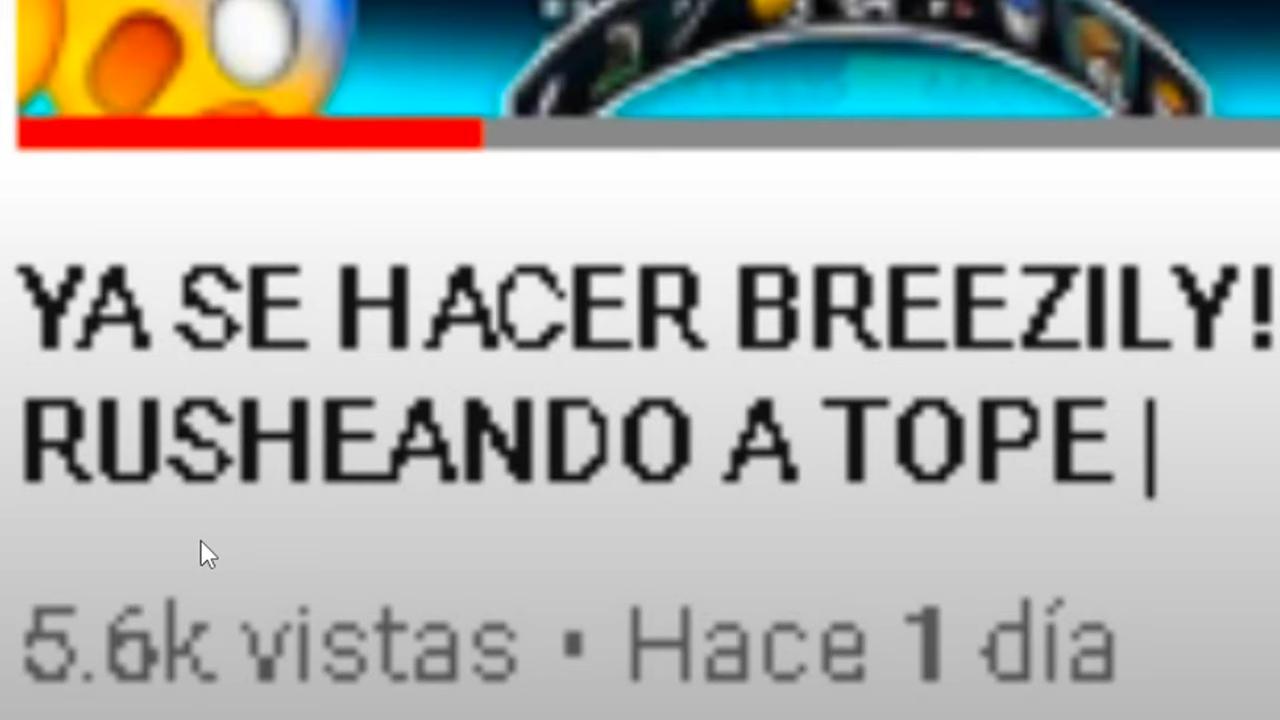 YA SE HACER BREEZILY!
RUSHEANDO A TOPE |
5.6k vistas • Hace 1 día